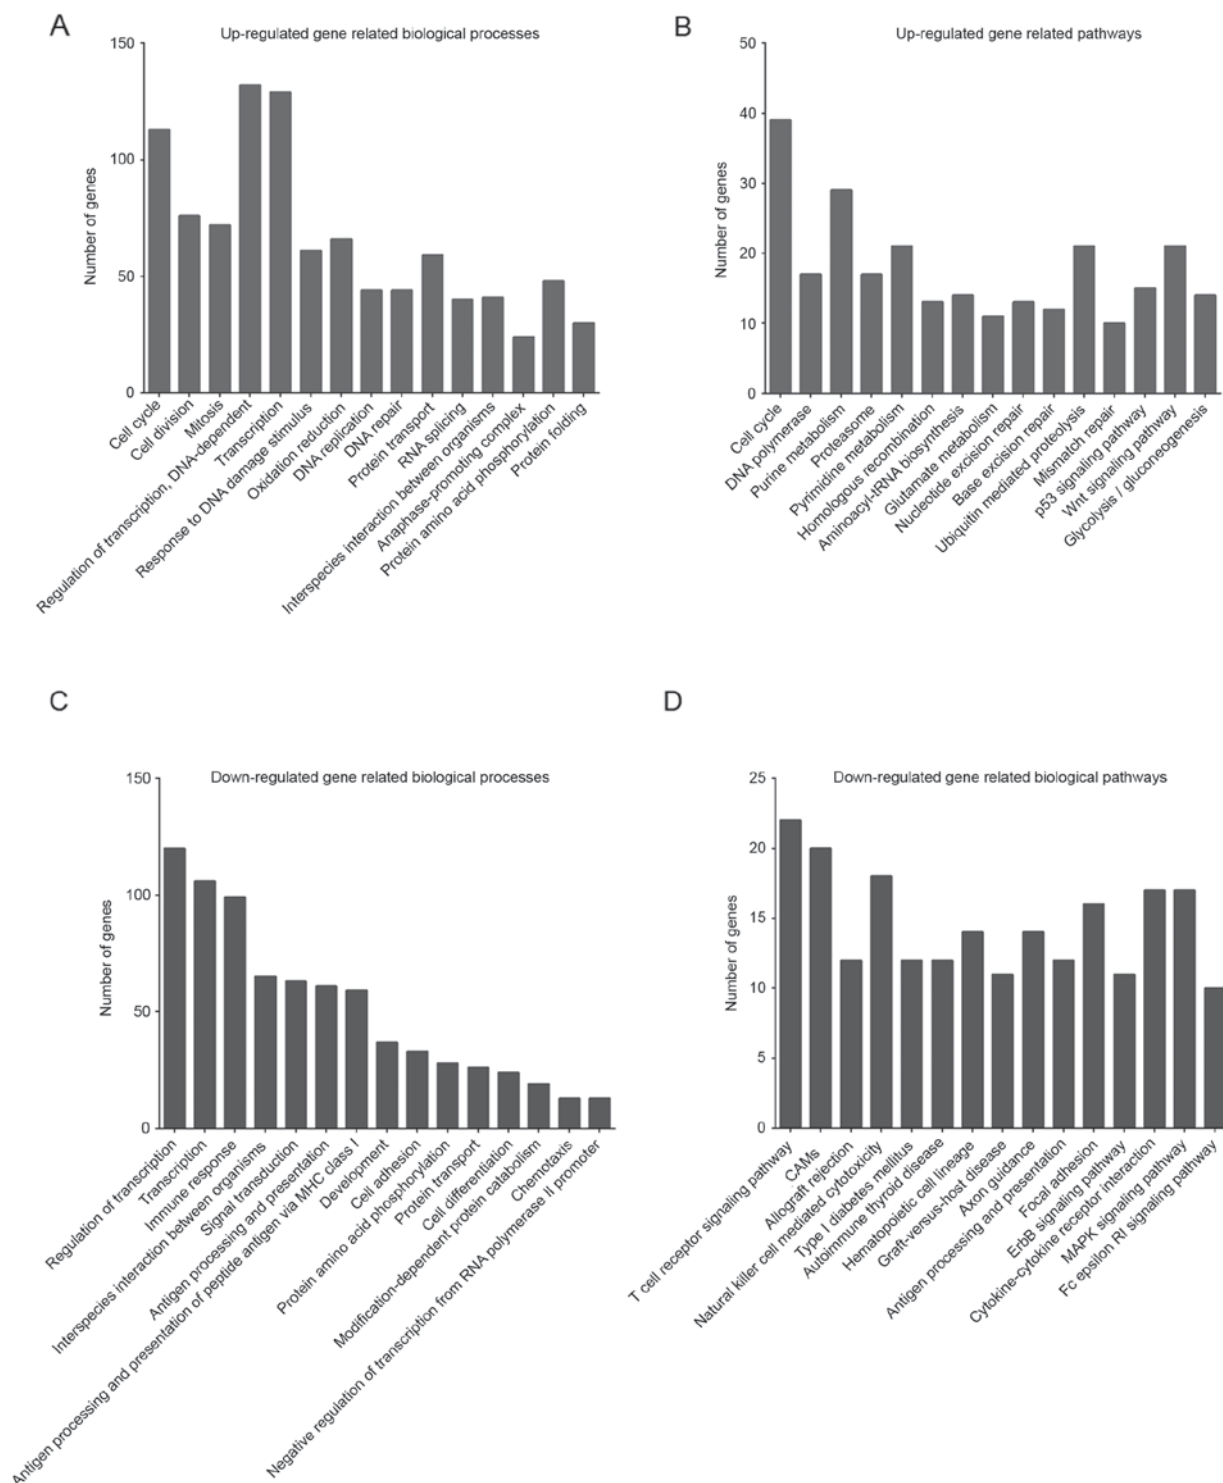 A
Up-regulated gene related biological processes
150
100
50
0
Number of genes
Cell cycle
Cell division
Mitosis
Regulation of transcription, DNA-dependent
Transcription
Response to DNA damage stimulus
Oxidation reduction
DNA replication
DNA repair
Protein transport
RNA splicing
Interspecies interaction between organisms
Anaphase-promoting complex
Protein amino acid phosphorylation
Protein folding
B
Up-regulated gene related pathways
50
40
30
20
10
0
Number of genes
Cell cycle
DNA polymerase
Purine metabolism
Proteasome
Pyrimidine metabolism
Homologous recombination
Aminoacyl-tRNA biosynthesis
Glutamate metabolism
Nucleotide excision repair
Base excision repair
Ubiquitin mediated proteolysis
Mismatch repair
p53 signaling pathway
Wnt signaling pathway
Glycolysis / gluconeogenesis
C
Down-regulated gene related biological processes
150
100
50
0
Number of genes
Regulation of transcription
Transcription
Immune response
Interspecies interaction between organisms
Signal transduction
Antigen processing and presentation
Antigen processing and presentation of peptide antigen via MHC class I
Development
Cell adhesion
Protein amino acid phosphorylation
Protein transport
Cell differentiation
Modification-dependent protein catabolism
Chemotaxis
Negative regulation of transcription from RNA polymerase II promoter
D
Down-regulated gene related biological pathways
25
20
15
10
5
0
Number of genes
T cell receptor signaling pathway
CAMs
Allograft rejection
Natural killer cell mediated cytotoxicity
Type I diabetes mellitus
Autoimmune thyroid disease
Hematopoietic cell lineage
Graft-versus-host disease
Axon guidance
Antigen processing and presentation
Focal adhesion
ErbB signaling pathway
Cytokine-cytokine receptor interaction
MAPK signaling pathway
Fc epsilon RI signaling pathway